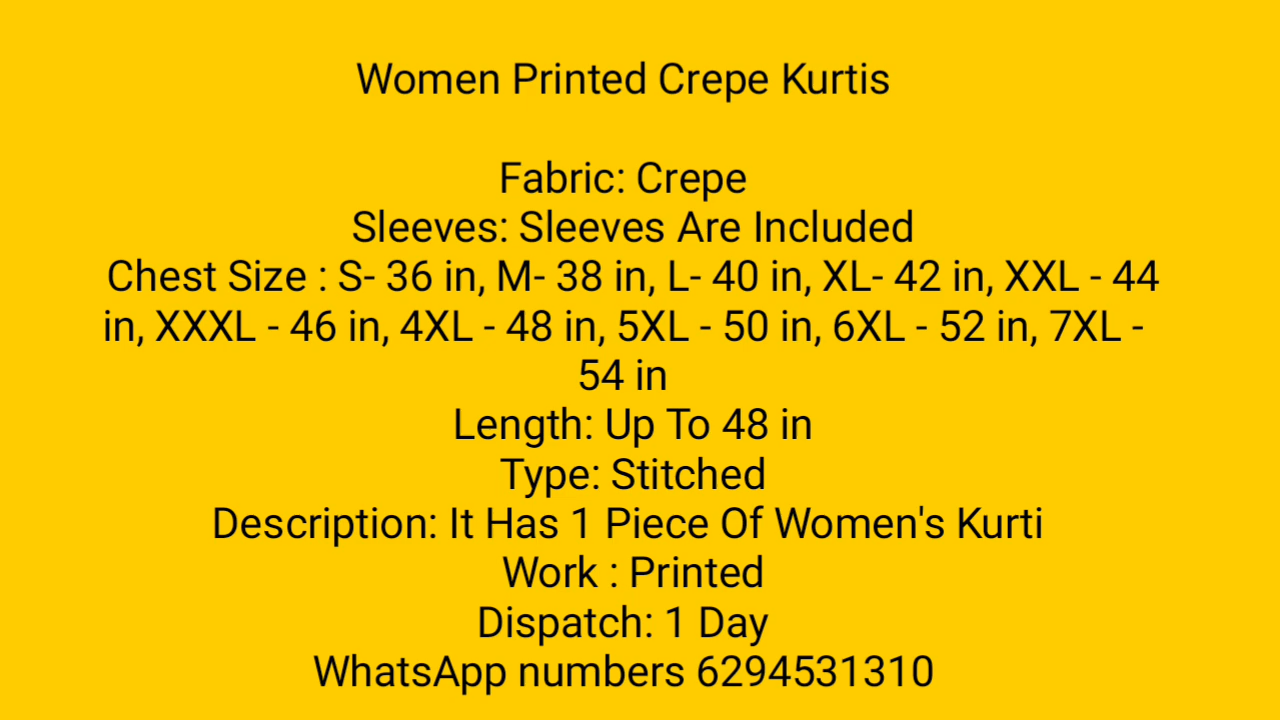 Women Printed Crepe Kurtis
Fabric: Crepe
Sleeves: Sleeves Are Included
Chest Size : S- 36 in, M- 38 in, L- 40 in, XL- 42 in, XXL - 44
in, XXXL - 46 in, 4XL - 48 in, 5XL - 50 in, 6XL - 52 in, 7XL -
54 in
Length: Up To 48 in
Type: Stitched
Description: It Has 1 Piece Of Women's Kurti
Work : Printed
Dispatch: 1 Day
WhatsApp numbers 6294531310